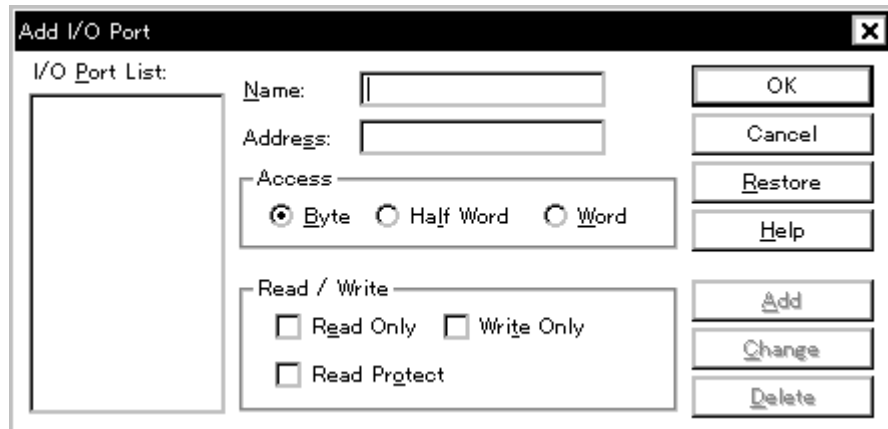 Add I/O Port
I/O Port List:
Name:
Address:
Access
Byte Half Word Word
Read / Write
Read Only Write Only
Read Protect
OK
Cancel
Restore
Help
Add
Change
Delete